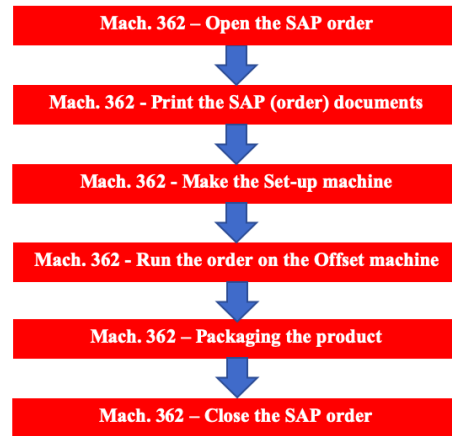 Mach. 362 – Open the SAP order
Mach. 362 - Print the SAP (order) documents
Mach. 362 - Make the Set-up machine
Mach. 362 - Run the order on the Offset machine
Mach. 362 – Packaging the product
Mach. 362 – Close the SAP order